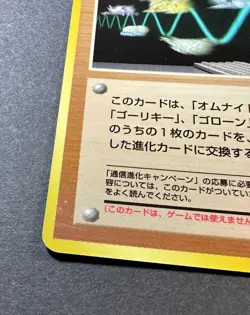 このカードは、「オムナイト
「ゴーリキー」、「ゴローン」
のうちの1枚のカードを、
した進化カードに交換する
「通信進化キャンペーン」の応募に必要
容については、このカードがついていた
をよく読んでください。
(このカードは、ゲームでは使えません